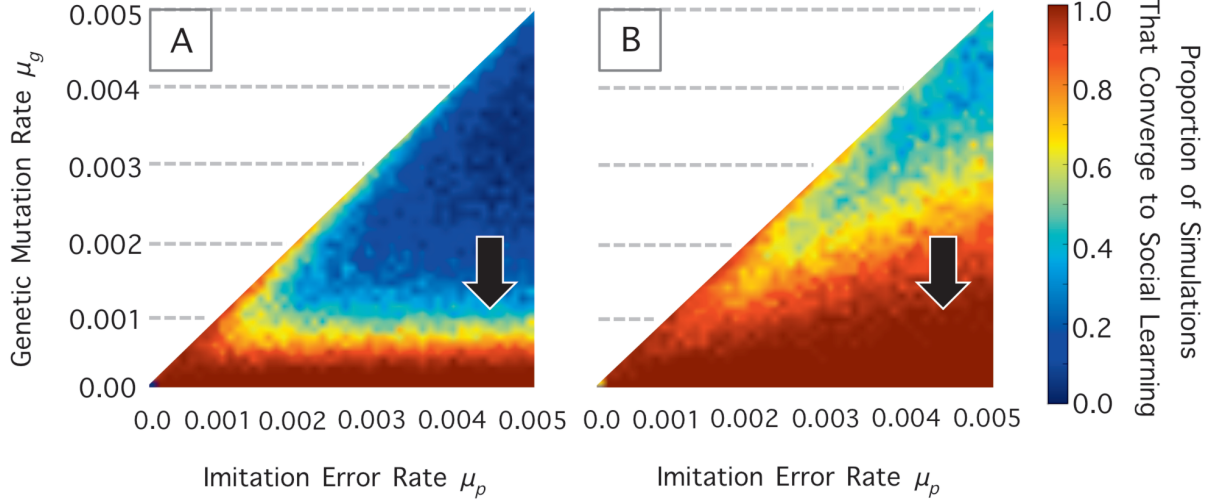 A
B
0.005
0.004
0.003
0.002
0.001
0.00
Genetic Mutation Rate μg
0.0 0.001 0.002 0.003 0.004 0.005
Imitation Error Rate μp
0.0 0.001 0.002 0.003 0.004 0.005
Imitation Error Rate μp
1.0
0.8
0.6
0.4
0.2
0.0
Proportion of Simulations
That Converge to Social Learning